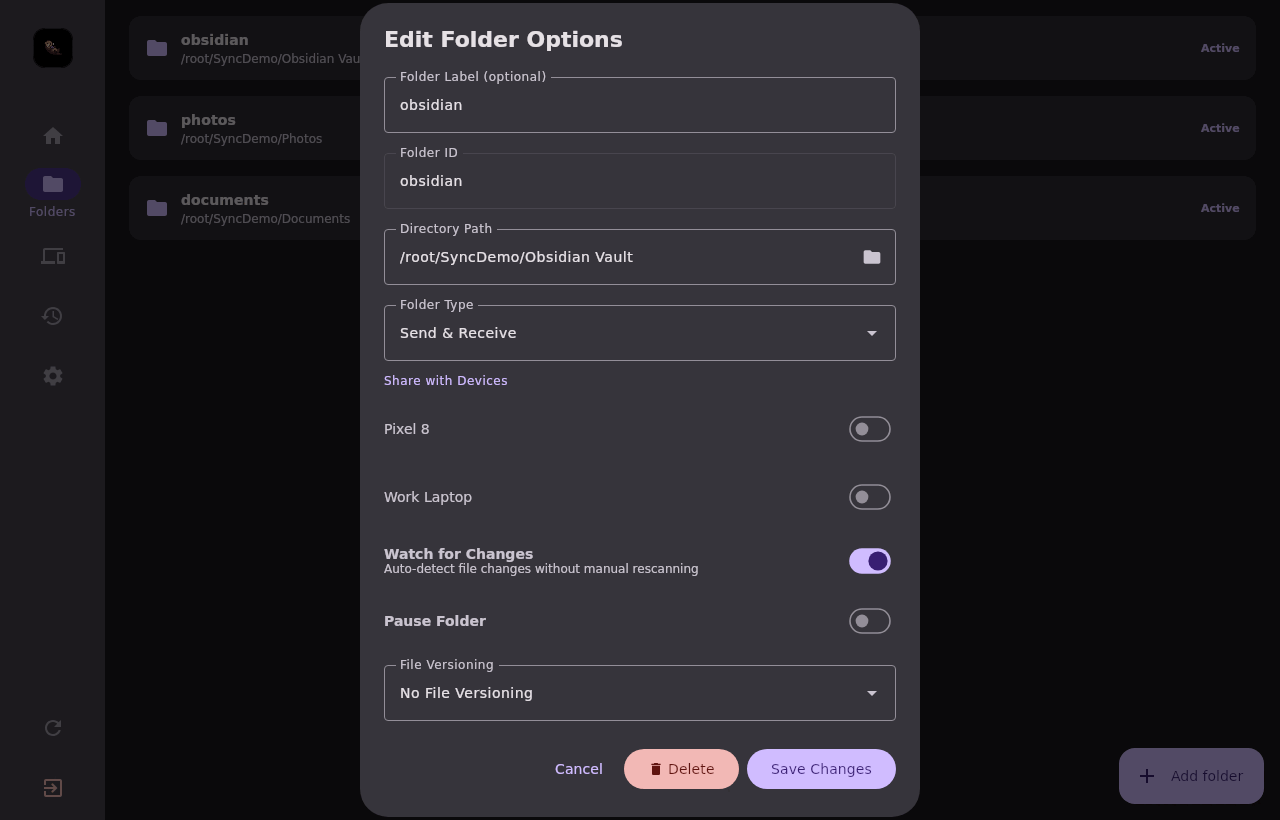 Edit Folder Options
Folder Label (optional)
obsidian
Folder ID
obsidian
Directory Path
/root/SyncDemo/Obsidian Vault
Folder Type
Send & Receive
Share with Devices
Pixel 8
Work Laptop
Watch for Changes
Auto-detect file changes without manual rescanning
Pause Folder
File Versioning
No File Versioning
Cancel
Delete
Save Changes
Folders
obsidian
/root/SyncDemo/Obsidian Vau
Active
photos
/root/SyncDemo/Photos
Active
documents
/root/SyncDemo/Documents
Active
Add folder